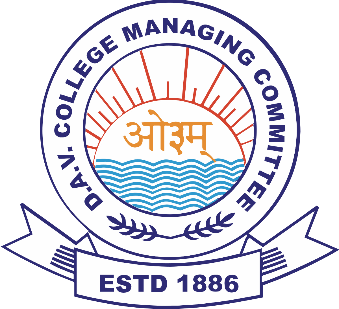 D.A.V. COLLEGE MANAGING COMMITTEE
ओ३म्
ESTD 1886